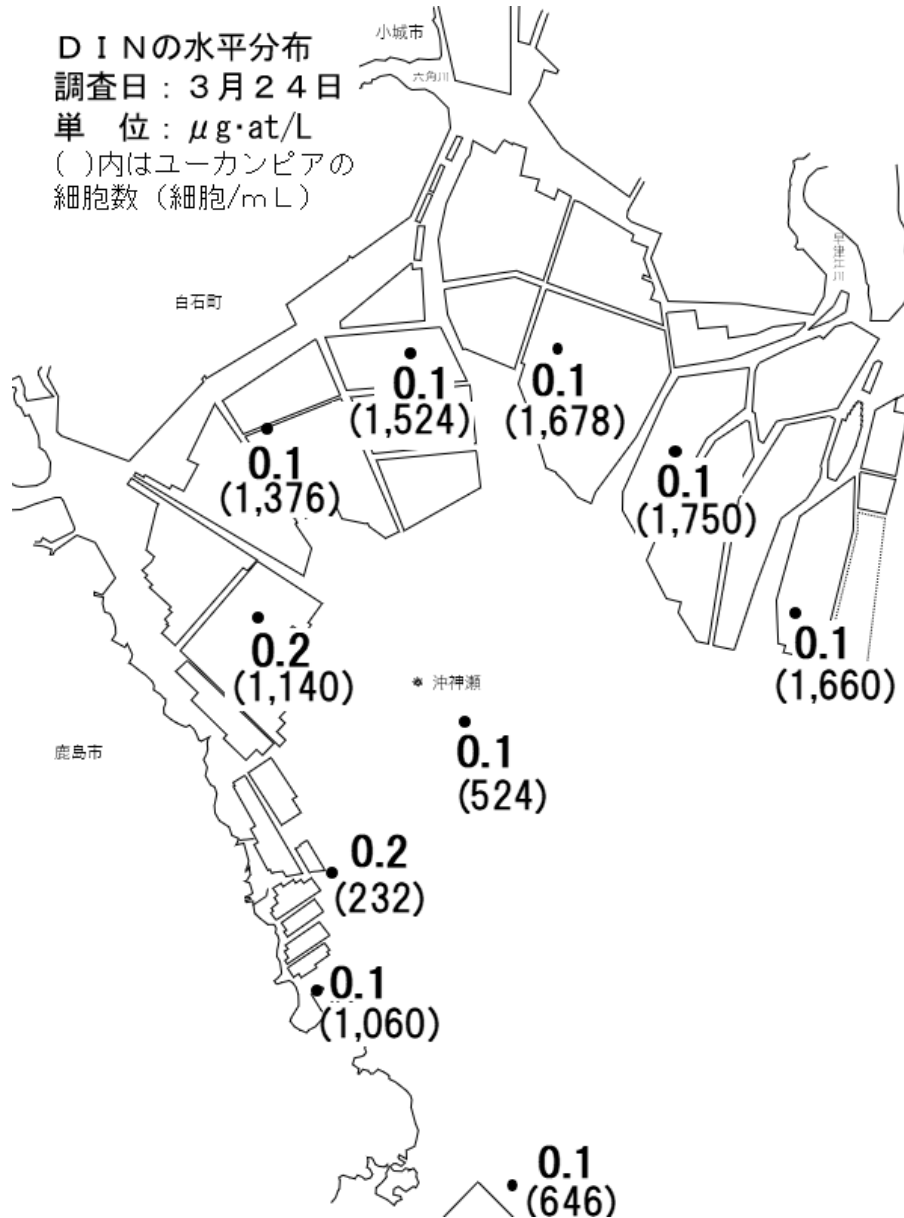 ＤＩＮの水平分布
調査日：３月２４日
単　位：μg・at/L
( )内はユーカンピアの
細胞数（細胞/ｍＬ）
小城市
六角川
早津江川
白石町
0.1
(1,524)
0.1
(1,678)
0.1
(1,376)
0.1
(1,750)
0.2
(1,140)
0.1
(1,660)
沖神瀬
0.1
(524)
鹿島市
0.2
(232)
0.1
(1,060)
0.1
(646)